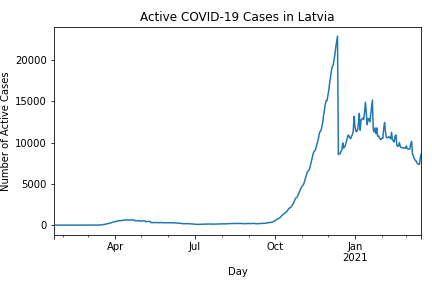 Active COVID-19 Cases in Latvia
Number of Active Cases
20000
15000
10000
5000
0
Apr
Jul
Oct
Jan
2021
Day